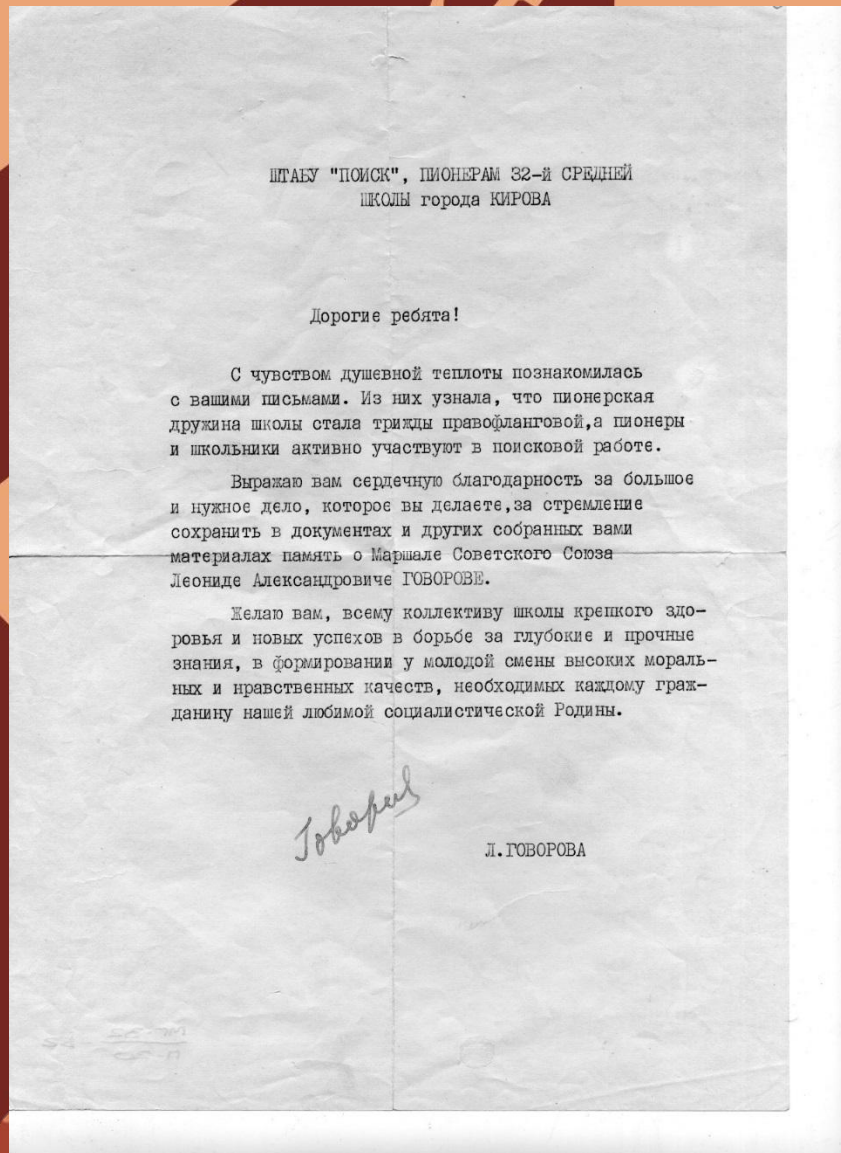 ШТАБУ "ПОИСК", ПИОНЕРАМ 32-й СРЕДНЕЙ
ШКОЛЫ города КИРОВА
Дорогие ребята!
С чувством душевной теплоты познакомилась
с вашими письмами. Из них узнала, что пионерская
дружина школы стала трижды правофланговой,а пионеры
и школьники активно участвуют в поисковой работе.
Выражаю вам сердечную благодарность за большое
и нужное дело, которое вы делаете,за стремление
сохранить в документах и других собранных вами
материалах память о Маршале Советского Союза
Леониде Александровиче ГОВОРОВЕ.
Желаю вам, всему коллективу школы крепкого здо-
ровья и новых успехов в борьбе за глубокие и прочные
знания, в формировании у молодой смены высоких мораль-
ных и нравственных качеств, необходимых каждому граж-
данину нашей любимой социалистической Родины.
Л.ГОВОРОВА